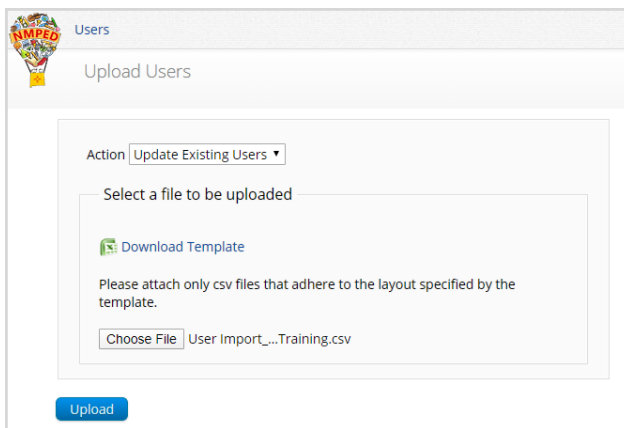 NMPED
Users
Upload Users
Action Update Existing Users
Select a file to be uploaded
Download Template
Please attach only csv files that adhere to the layout specified by the
template.
Choose File User Import_...Training.csv
Upload